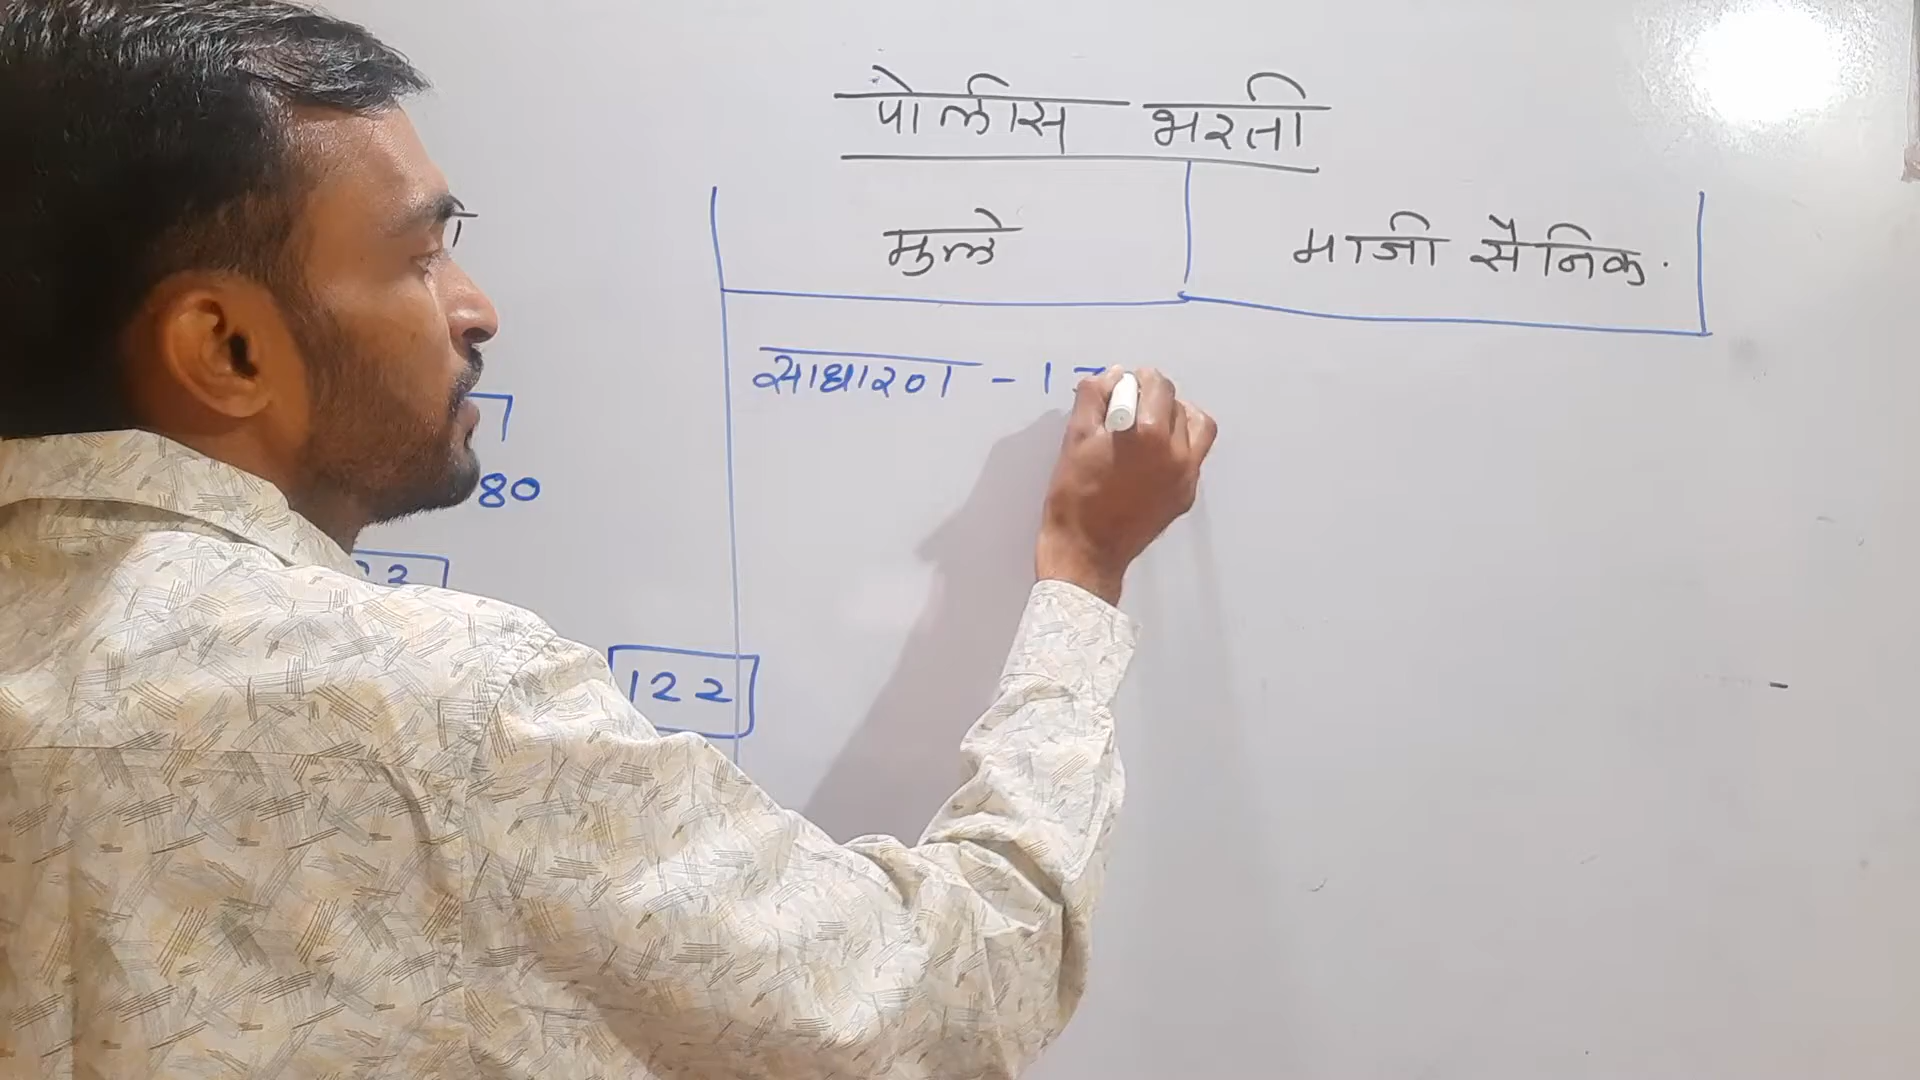 पोलीस भरती
मुले
माजी सैनिक.
साधारण - 1
80
122